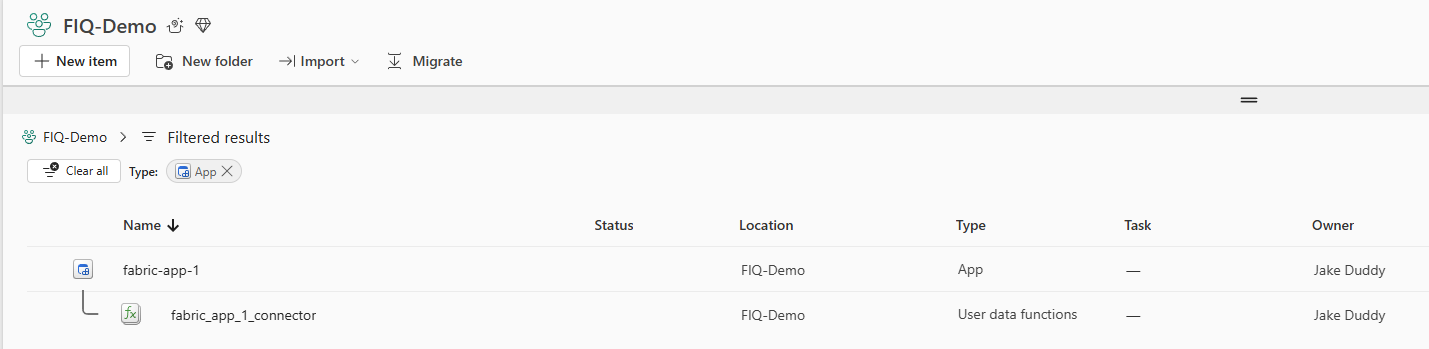 FIQ-Demo
New item
New folder
Import
Migrate
FIQ-Demo > Filtered results
Clear all Type: App
Name Status Location Type Task Owner
fabric-app-1 FIQ-Demo App — Jake Duddy
fx fabric_app_1_connector FIQ-Demo User data functions — Jake Duddy